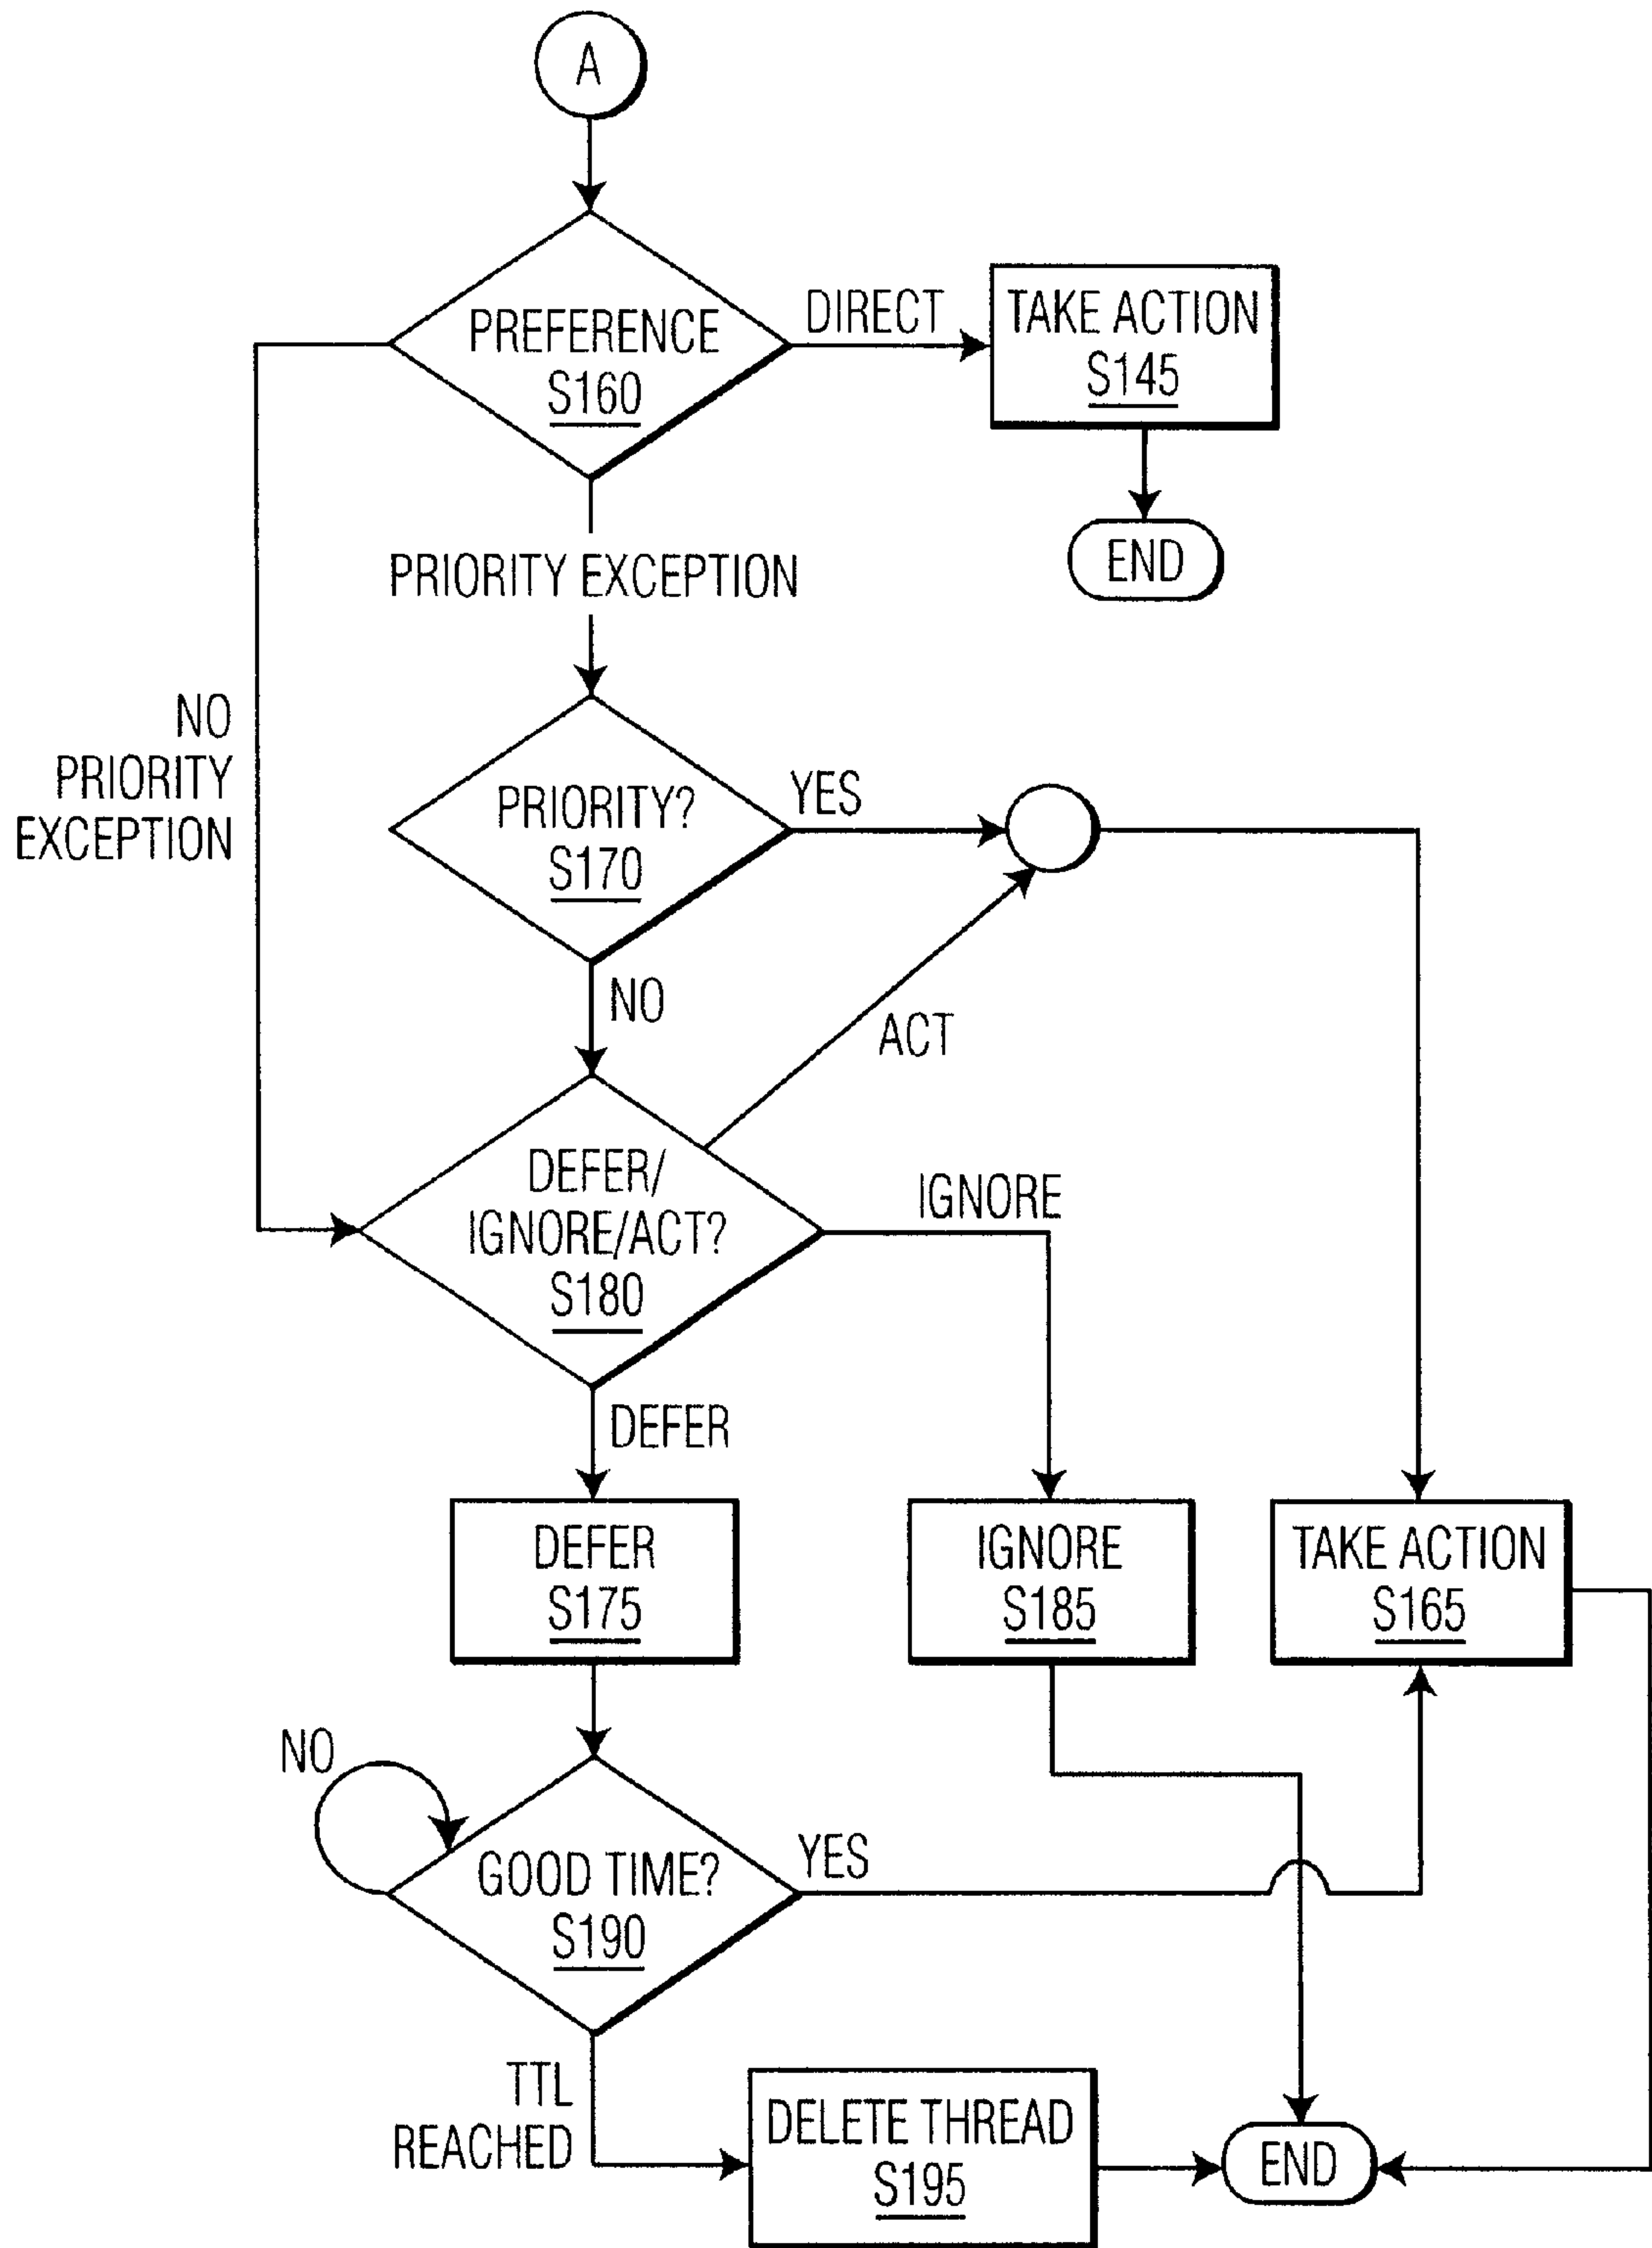 A
PREFERENCE
S160
DIRECT
TAKE ACTION
S145
END
PRIORITY EXCEPTION
NO
PRIORITY
EXCEPTION
PRIORITY?
S170
YES
NO
ACT
DEFER/
IGNORE/ACT?
S180
IGNORE
DEFER
DEFER
S175
IGNORE
S185
TAKE ACTION
S165
NO
GOOD TIME?
S190
YES
TTL
REACHED
DELETE THREAD
S195
END